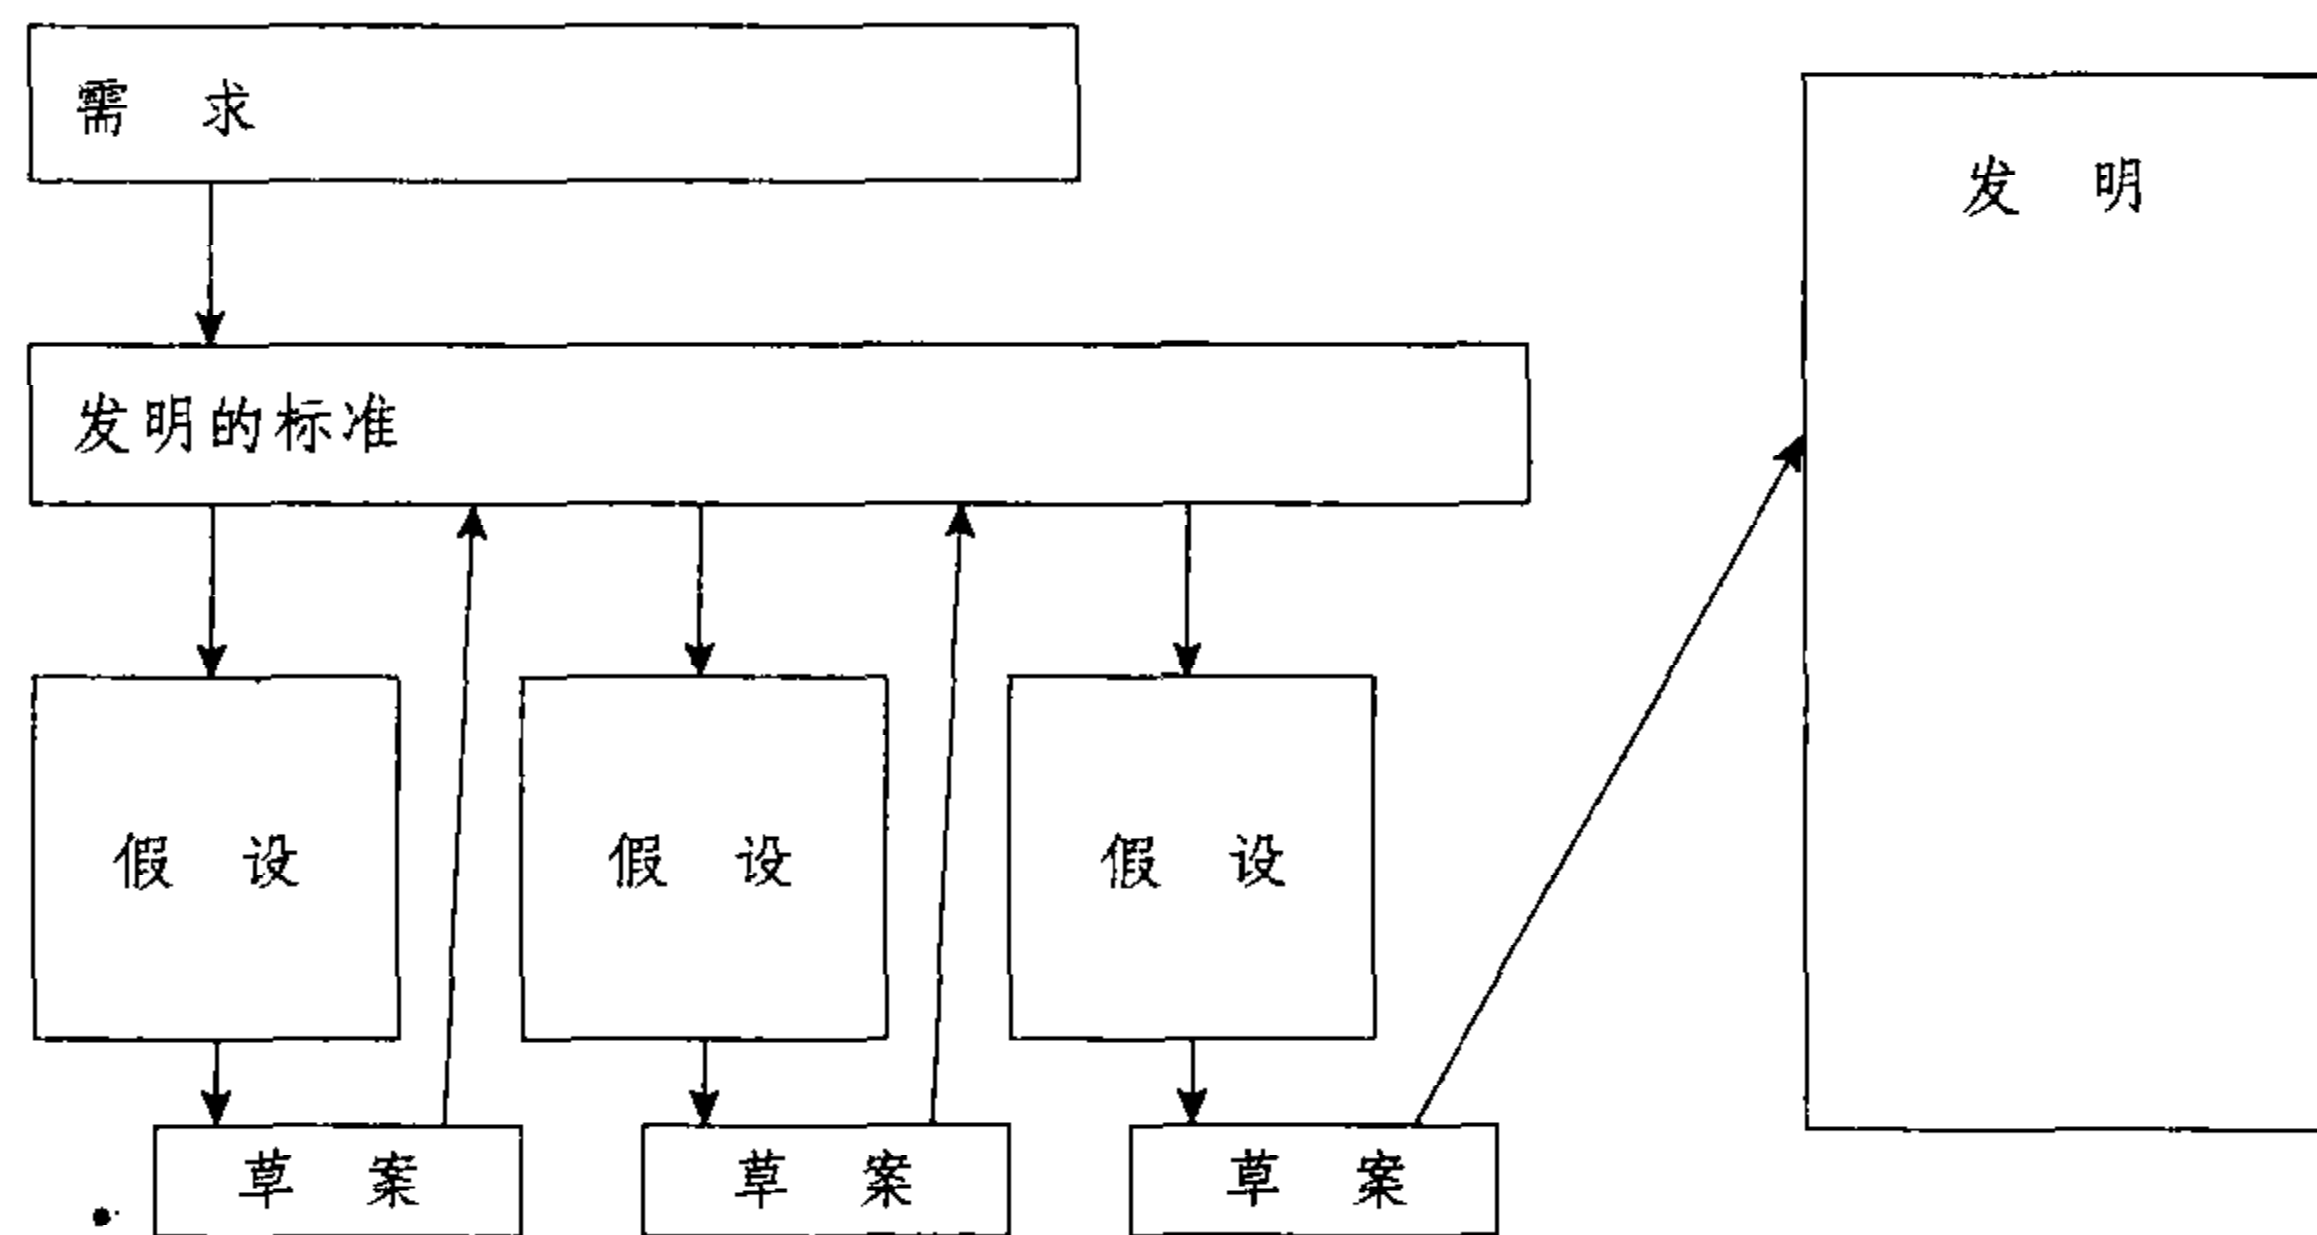 需 求
发 明
发明的标准
假 设
假 设
假 设
草 案
草 案
草 案